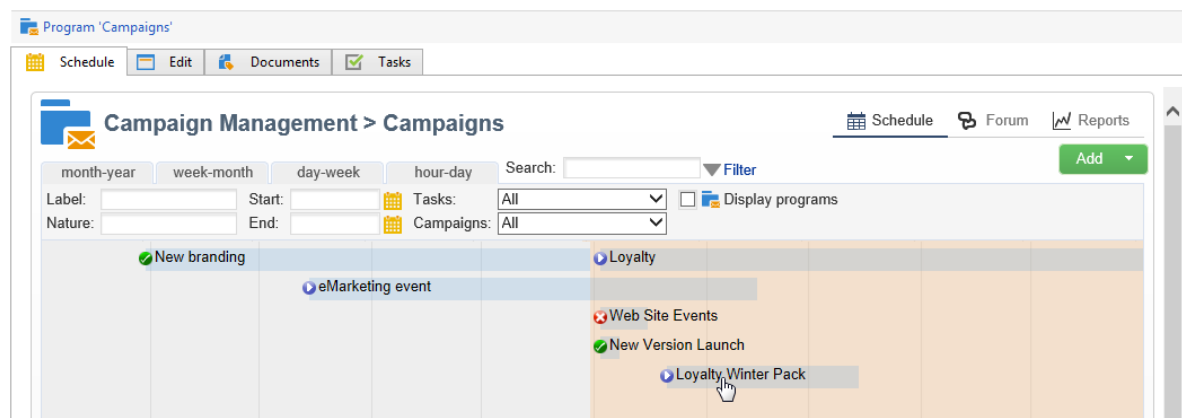 Program 'Campaigns'
Schedule Edit Documents Tasks
Campaign Management > Campaigns
Schedule Forum Reports
Add
month-year week-month day-week hour-day Search: Filter
Label: Start: Tasks: All Display programs
Nature: End: Campaigns: All
New branding Loyalty
eMarketing event
Web Site Events
New Version Launch
Loyalty Winter Pack